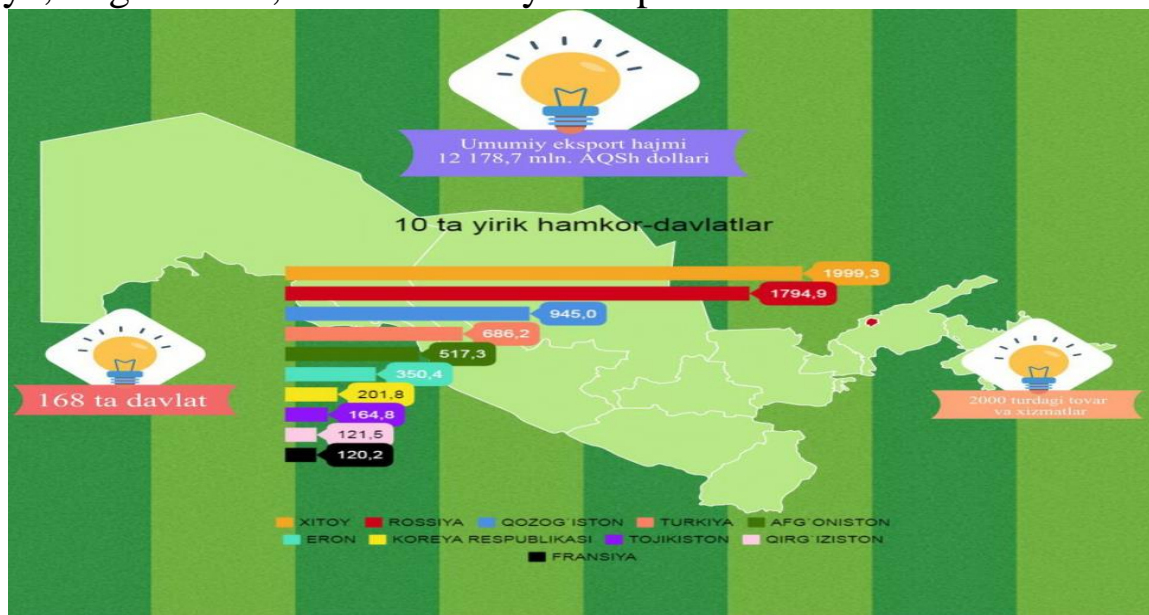 Umumiy eksport hajmi
12 178,7 mln. AQSh dollari
10 ta yirik hamkor-davlatlar
1999,3
1794,9
945,0
686,2
517,3
350,4
201,8
164,8
121,5
120,2
168 ta davlat
2000 turdagi tovar
va xizmatlar
XITOY ROSSIYA QOZOG`ISTON TURKIYA AFG`ONISTON
ERON KOREYA RESPUBLIKASI TOJIKISTON QIRG`IZISTON
FRANSIYA